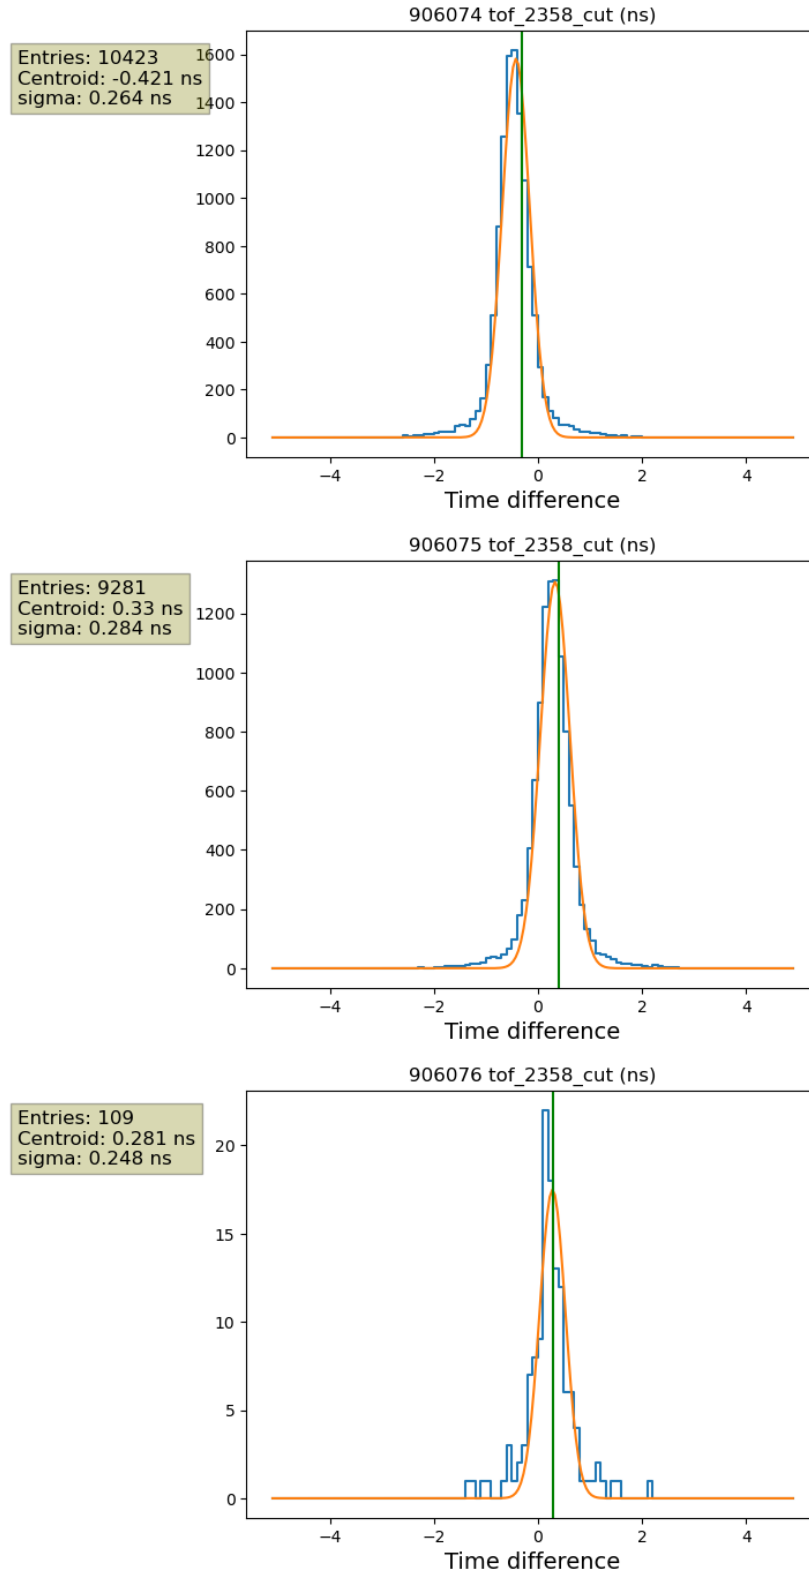 906074 tof_2358_cut (ns)
Entries: 10423
Centroid: -0.421 ns
sigma: 0.264 ns
1600
1400
1200
1000
800
600
400
200
0
−4 −2 0 2 4
Time difference
906075 tof_2358_cut (ns)
Entries: 9281
Centroid: 0.33 ns
sigma: 0.284 ns
1200
1000
800
600
400
200
0
−4 −2 0 2 4
Time difference
906076 tof_2358_cut (ns)
Entries: 109
Centroid: 0.281 ns
sigma: 0.248 ns
20
15
10
5
0
−4 −2 0 2 4
Time difference